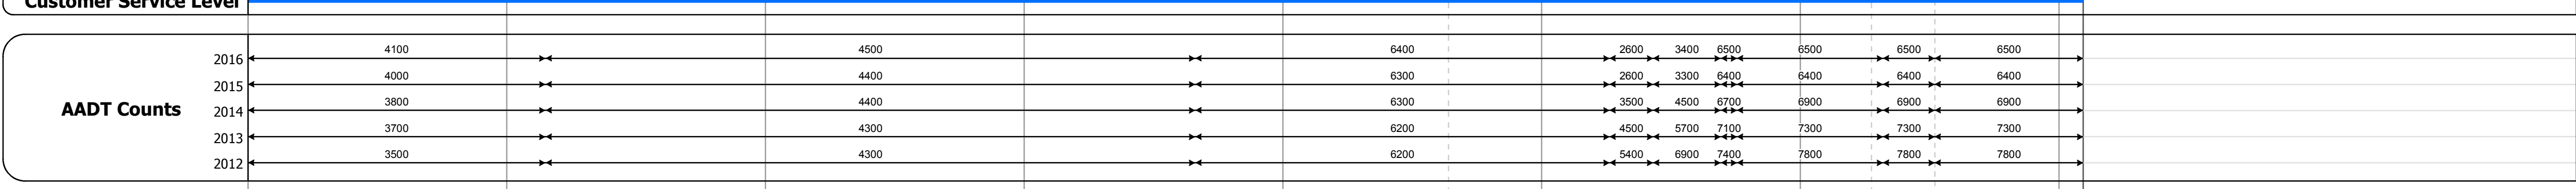 Customer Service Level
AADT Counts
2016 4100 4500 6400 2600 3400 6500 6500 6500 6500
2015 4000 4400 6300 2600 3300 6400 6400 6400 6400
2014 3800 4400 6300 3500 4500 6700 6900 6900 6900
2013 3700 4300 6200 4500 5700 7100 7300 7300 7300
2012 3500 4300 6200 5400 6900 7400 7800 7800 7800